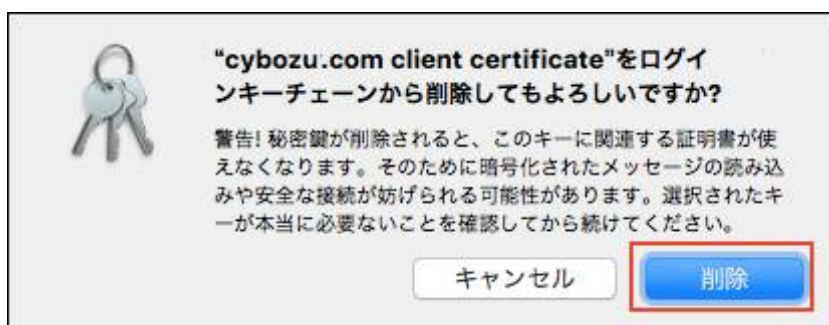 "cybozu.com client certificate"をログイ
ンキーチェーンから削除してもよろしいですか?
警告! 秘密鍵が削除されると、このキーに関連する証明書が使
えなくなります。そのために暗号化されたメッセージの読み込
みや安全な接続が妨げられる可能性があります。選択されたキ
ーが本当に必要ないことを確認してから続けてください。
キャンセル
削除